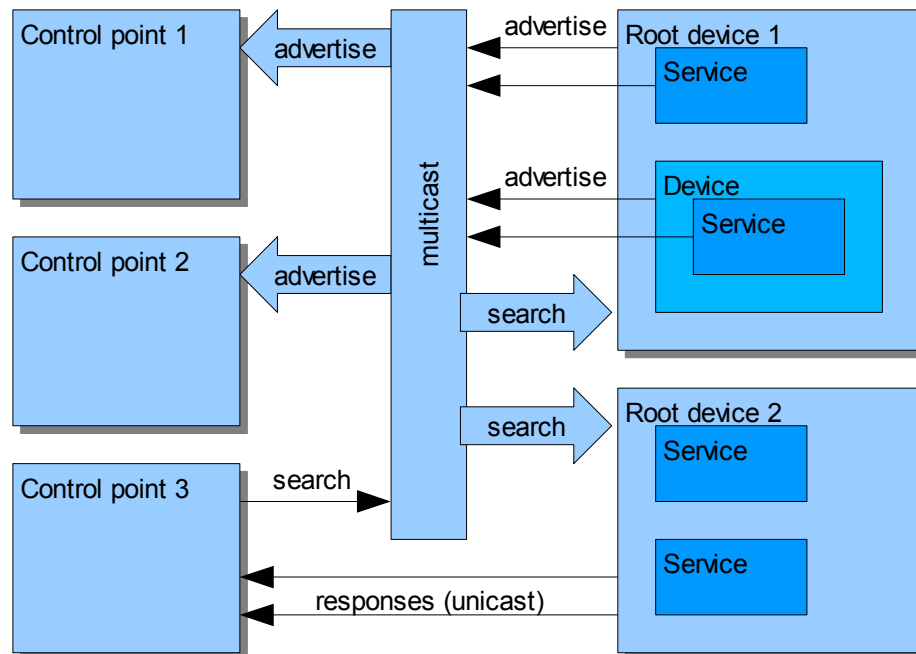 Control point 1
advertise
advertise
Root device 1
Service
multicast
advertise
Device
Service
Control point 2
advertise
search
search
Root device 2
Service
Control point 3
search
Service
responses (unicast)